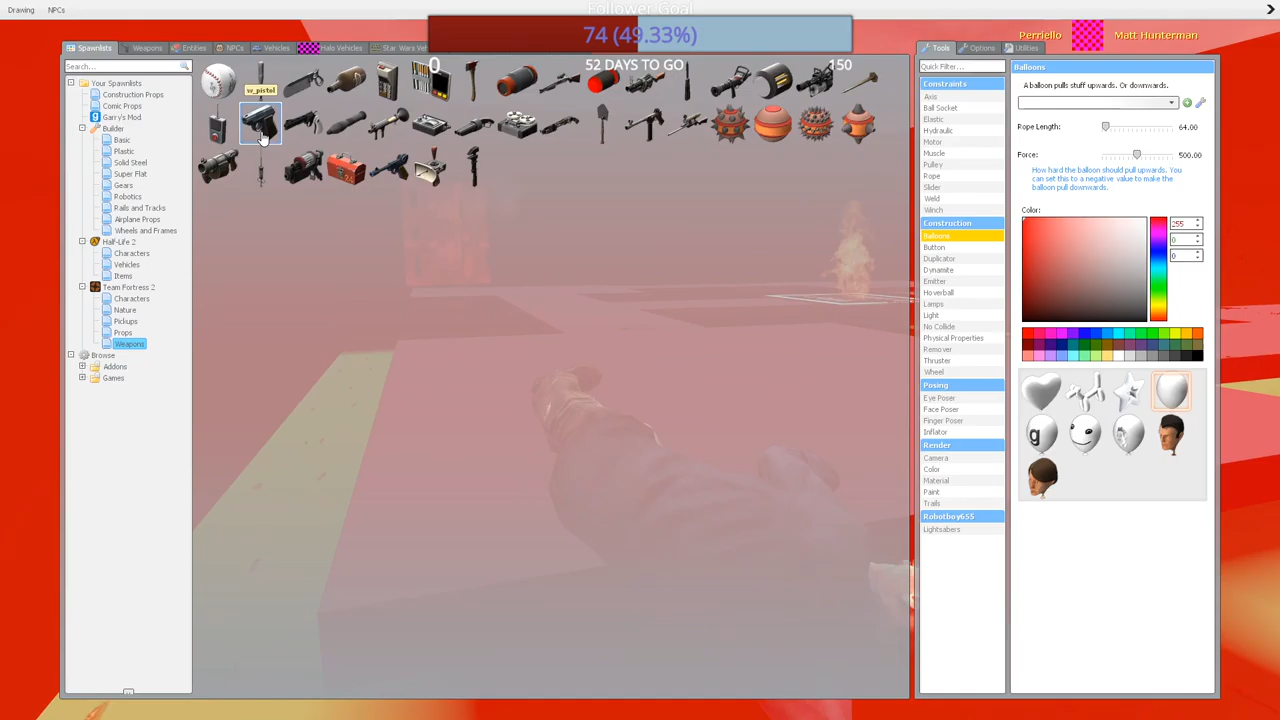 Drawing NPCs
Follower Goal
74 (49.33%)
0 52 DAYS TO GO 150
Perriello Matt Hunterman
Spawnlists Weapons Entities NPCs Vehicles Halo Vehicles Star Wars Veh
Search...
Your Spawnlists
Construction Props
Comic Props
Garry's Mod
Builder
Basic
Plastic
Solid Steel
Super Flat
Gears
Robotics
Rails and Tracks
Airplane Props
Wheels and Frames
Half-Life 2
Characters
Vehicles
Items
Team Fortress 2
Characters
Nature
Pickups
Props
Weapons
Browse
Addons
Games
w_pistol
Tools Options Utilities
Quick Filter...
Constraints
Axis
Ball Socket
Elastic
Hydraulic
Motor
Muscle
Pulley
Rope
Slider
Weld
Winch
Construction
Balloons
Button
Duplicator
Dynamite
Emitter
Hoverball
Lamps
Light
No Collide
Physical Properties
Remover
Thruster
Wheel
Posing
Eye Poser
Face Poser
Finger Poser
Inflator
Render
Camera
Color
Material
Paint
Trails
Robotboy655
Lightsabers
Balloons
A balloon pulls stuff upwards. Or downwards.
Rope Length: 64.00
Force: 500.00
How hard the balloon should pull upwards. You
can set this to a negative value to make the
balloon pull downwards.
Color:
255
0
0
g